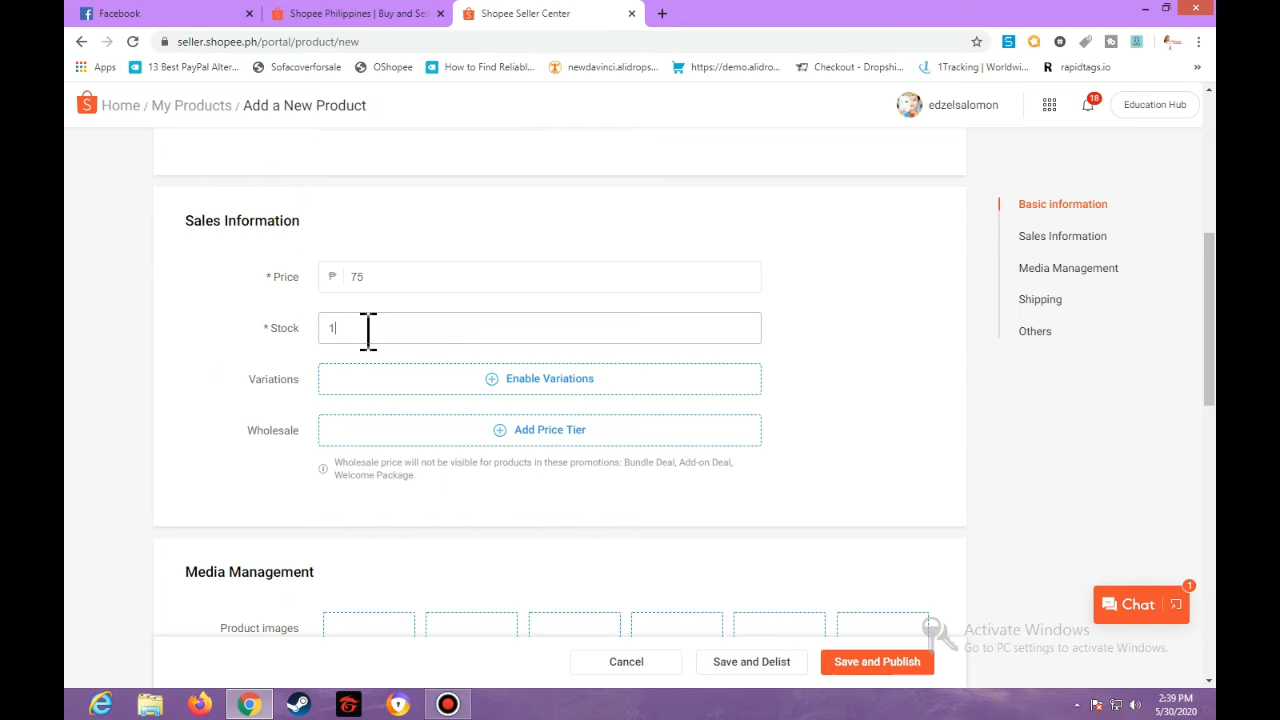 Facebook
Shopee Philippines | Buy and Sel
Shopee Seller Center
seller.shopee.ph/portal/product/new
Apps
13 Best PayPal Alter...
Sofacoverforsale
OShopee
How to Find Reliabl...
newdavinci.alidrops...
https://demo.alidro...
Checkout - Dropshi...
1Tracking | Worldwi...
rapidtags.io
»
Home / My Products / Add a New Product
edzelsalomon
18
Education Hub
Sales Information
* Price
₱ 75
* Stock
1
Variations
Enable Variations
Wholesale
Add Price Tier
Wholesale price will not be visible for products in these promotions: Bundle Deal, Add-on Deal,
Welcome Package.
Basic information
Sales Information
Media Management
Shipping
Others
Media Management
Product images
Chat
1
Activate Windows
Go to PC settings to activate Windows.
Cancel
Save and Delist
Save and Publish
2:39 PM
5/30/2020